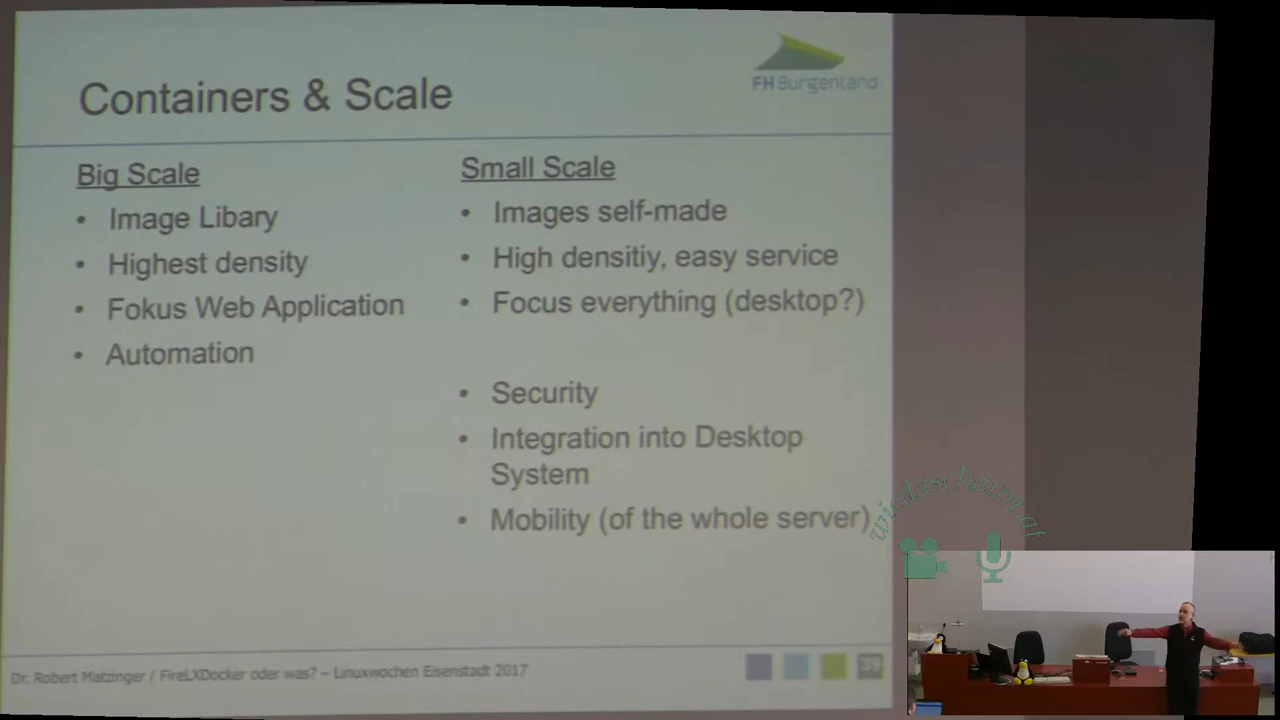 Containers & Scale
FH Burgenland
Big Scale
• Image Libary
• Highest density
• Fokus Web Application
• Automation
Small Scale
• Images self-made
• High densitiy, easy service
• Focus everything (desktop?)
• Security
• Integration into Desktop
System
• Mobility (of the whole server)
Dr. Robert Matzinger / FireLXDocker oder was? – Linuxwochen Eisenstadt 2017